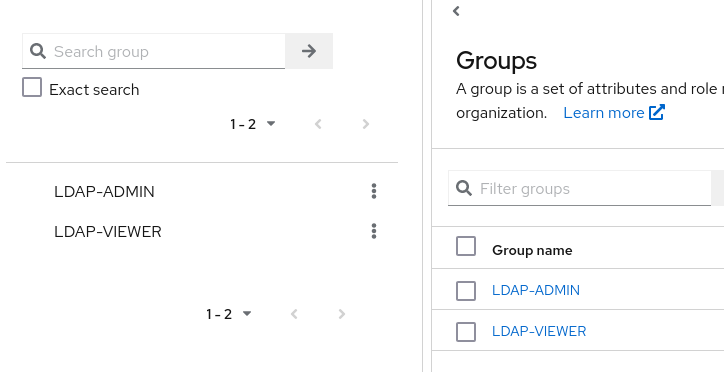 Search group
Exact search
1 - 2
LDAP-ADMIN
LDAP-VIEWER
1 - 2
Groups
A group is a set of attributes and role
organization. Learn more
Filter groups
Group name
LDAP-ADMIN
LDAP-VIEWER